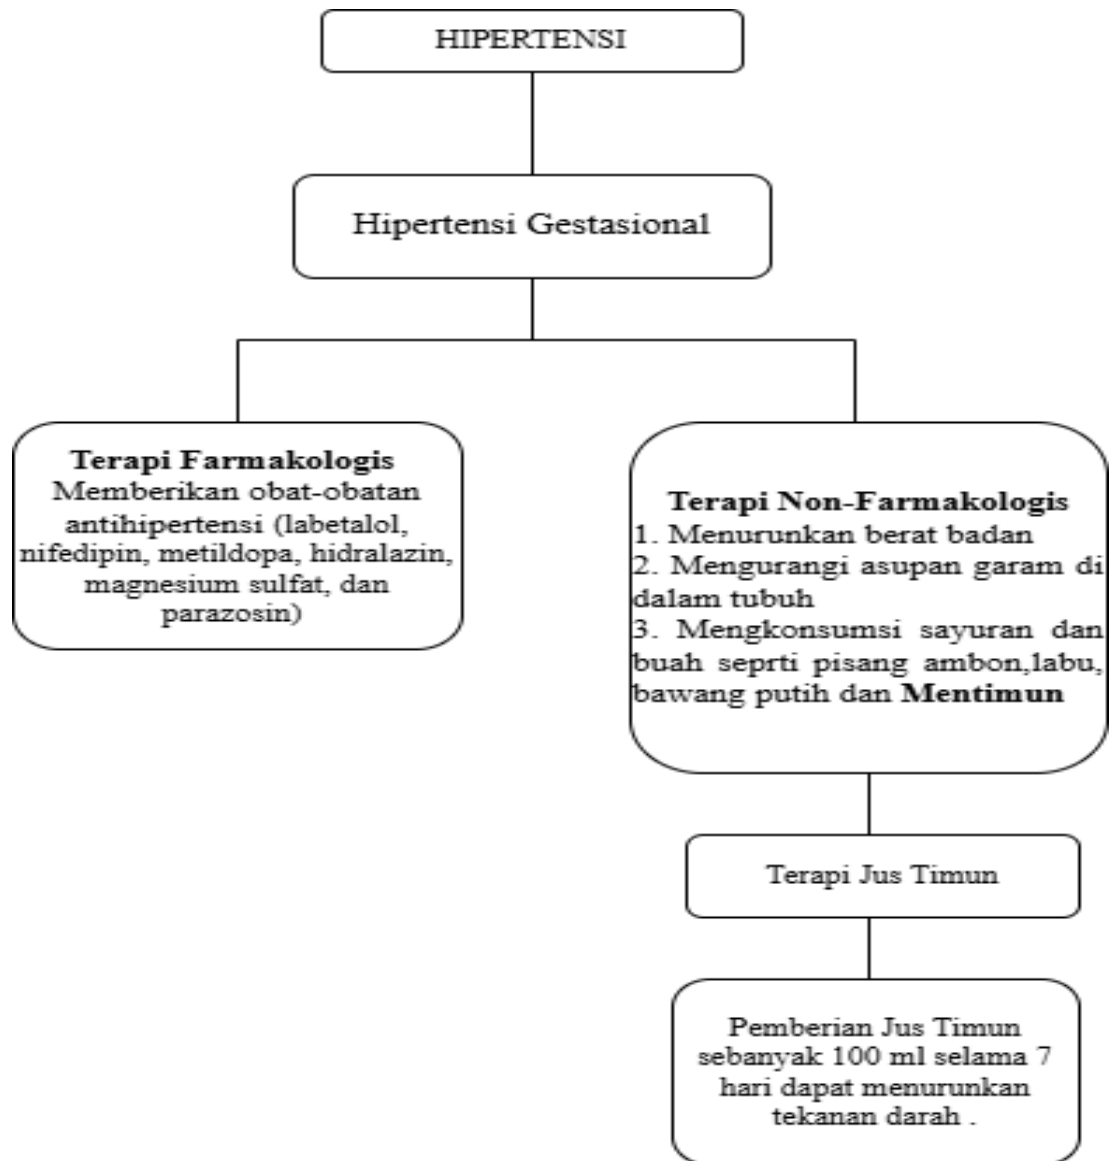 HIPERTENSI
Hipertensi Gestasional
Terapi Farmakologis
Memberikan obat-obatan
antihipertensi (labetalol,
nifedipin, metildopa, hidralazin,
magnesium sulfat, dan
parazosin)
Terapi Non-Farmakologis
1. Menurunkan berat badan
2. Mengurangi asupan garam di
dalam tubuh
3. Mengkonsumsi sayuran dan
buah seprti pisang ambon,labu,
bawang putih dan Mentimun
Terapi Jus Timun
Pemberian Jus Timun
sebanyak 100 ml selama 7
hari dapat menurunkan
tekanan darah .